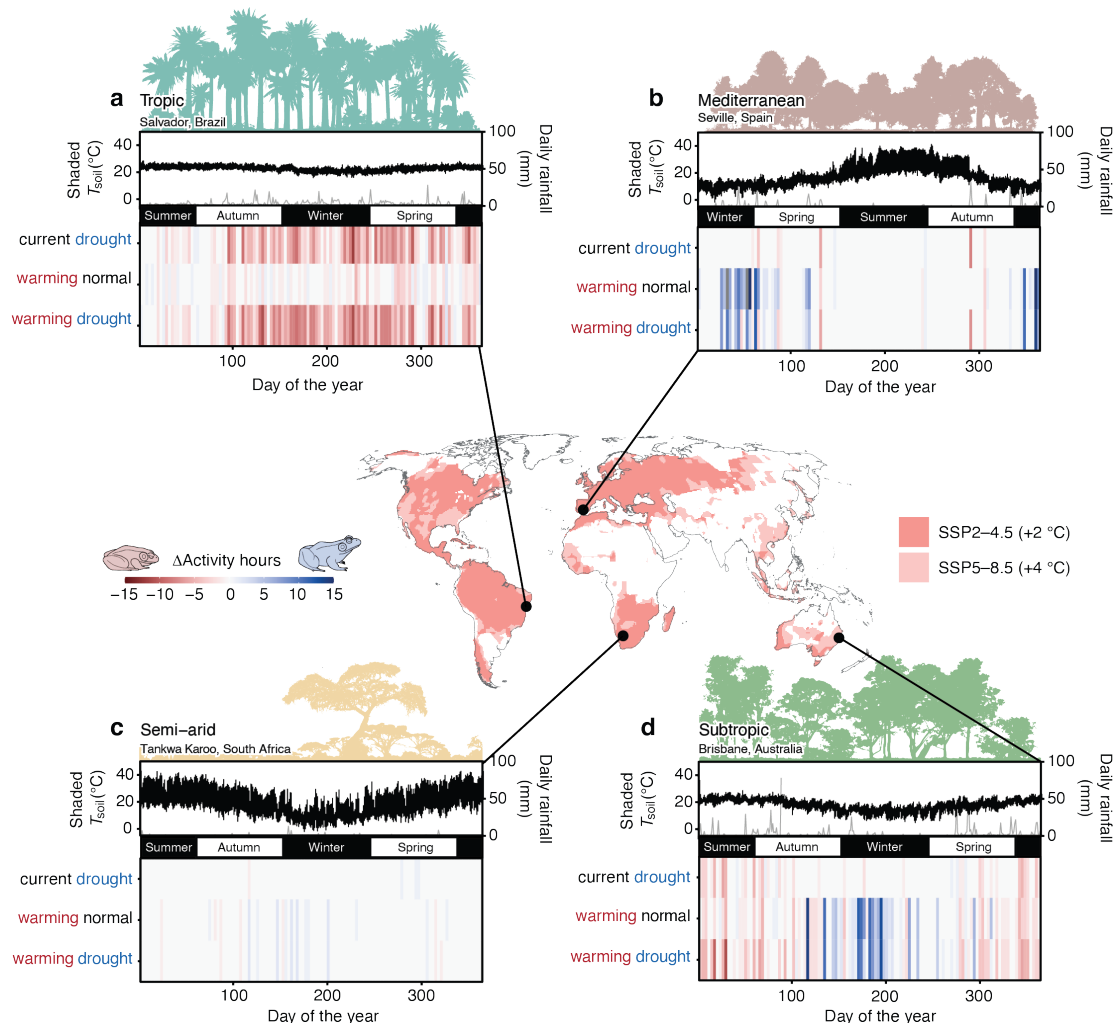 a Tropic
Salvador, Brazil
Shaded
Tsoil(°C)
40
20
0
100
50
0
Daily rainfall
(mm)
Summer Autumn Winter Spring
current drought
warming normal
warming drought
100 200 300
Day of the year
b Mediterranean
Seville, Spain
Shaded
Tsoil(°C)
40
20
0
100
50
0
Daily rainfall
(mm)
Winter Spring Summer Autumn
current drought
warming normal
warming drought
100 200 300
Day of the year
ΔActivity hours
−15 −10 −5 0 5 10 15
SSP2−4.5 (+2 °C)
SSP5−8.5 (+4 °C)
c Semi−arid
Tankwa Karoo, South Africa
Shaded
Tsoil(°C)
40
20
0
100
50
0
Daily rainfall
(mm)
Summer Autumn Winter Spring
current drought
warming normal
warming drought
100 200 300
Day of the year
d Subtropic
Brisbane, Australia
Shaded
Tsoil(°C)
40
20
0
100
50
0
Daily rainfall
(mm)
Summer Autumn Winter Spring
current drought
warming normal
warming drought
100 200 300
Day of the year